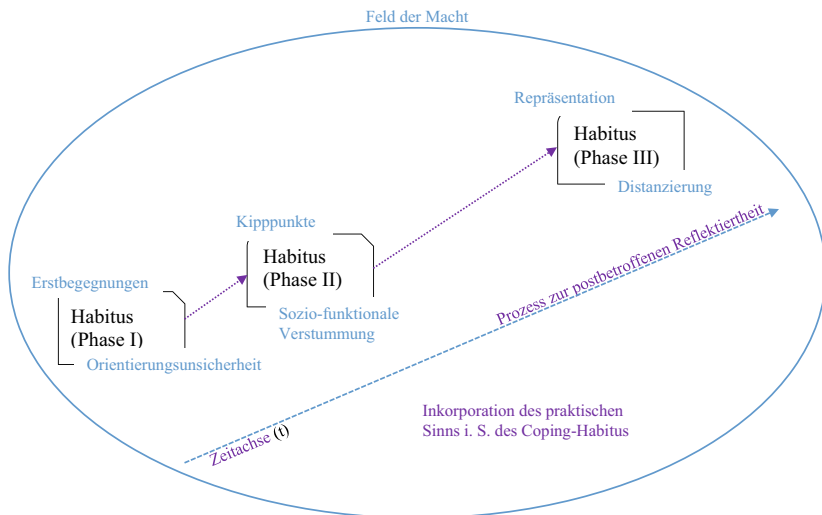 Feld der Macht
Repräsentation
Habitus
(Phase III)
Distanzierung
Kipppunkte
Habitus
(Phase II)
Sozio-funktionale
Verstummung
Erstbegegnungen
Habitus
(Phase I)
Orientierungsunsicherheit
Prozess zur postbetroffenen Reflektiertheit
Zeitachse (t)
Inkorporation des praktischen
Sinns i. S. des Coping-Habitus